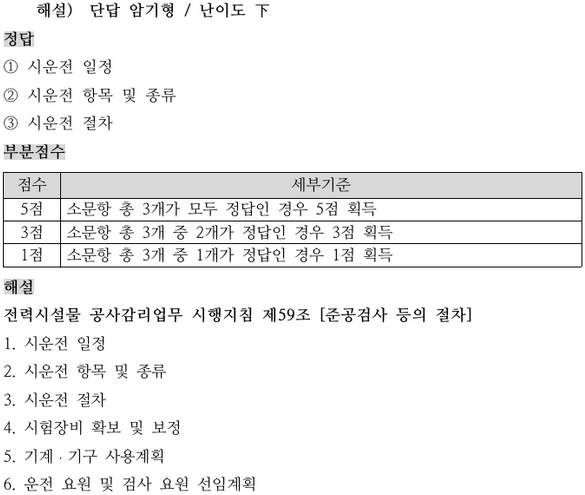 해설) 단답 암기형 / 난이도 下
정답
① 시운전 일정
② 시운전 항목 및 종류
③ 시운전 절차
부분점수
점수 세부기준
5점 소문항 총 3개가 모두 정답인 경우 5점 획득
3점 소문항 총 3개 중 2개가 정답인 경우 3점 획득
1점 소문항 총 3개 중 1개가 정답인 경우 1점 획득
해설
전력시설물 공사감리업무 시행지침 제59조 [준공검사 등의 절차]
1. 시운전 일정
2. 시운전 항목 및 종류
3. 시운전 절차
4. 시험장비 확보 및 보정
5. 기계 · 기구 사용계획
6. 운전 요원 및 검사 요원 선임계획